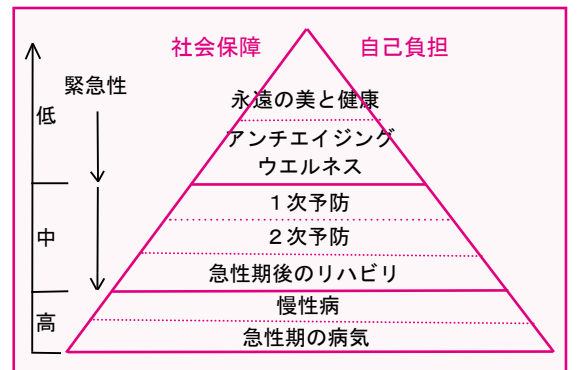 社会保障
自己負担
緊急性
低
永遠の美と健康
アンチエイジング
ウエルネス
中
1次予防
2次予防
急性期後のリハビリ
高
慢性病
急性期の病気